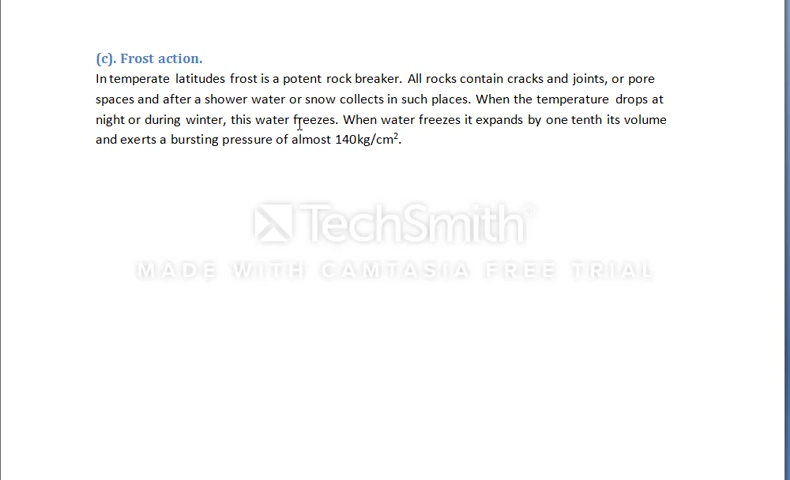 (c). Frost action.
In temperate latitudes frost is a potent rock breaker. All rocks contain cracks and joints, or pore
spaces and after a shower water or snow collects in such places. When the temperature drops at
night or during winter, this water freezes. When water freezes it expands by one tenth its volume
and exerts a bursting pressure of almost 140kg/cm².
TechSmith®
MADE WITH CAMTASIA FREE TRIAL